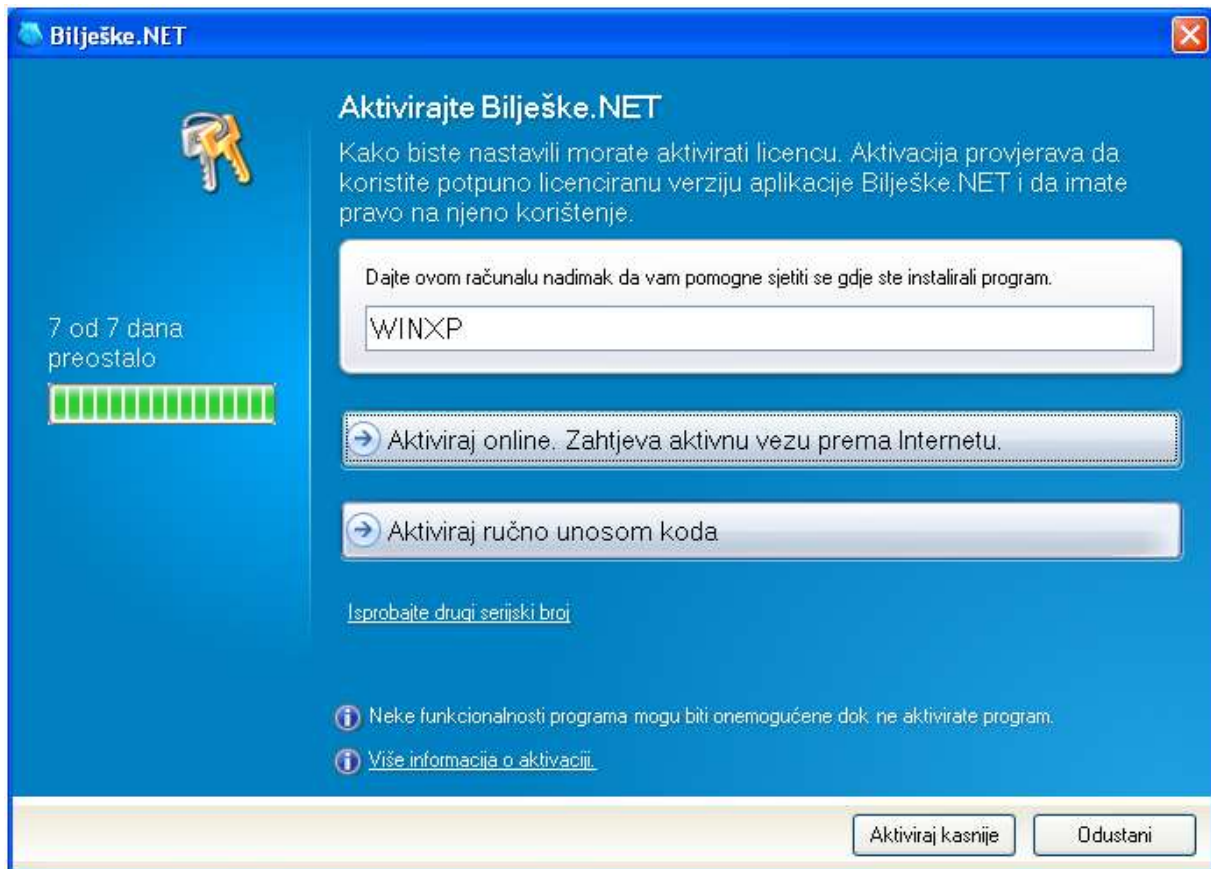 Bilješke.NET
Aktivirajte Bilješke.NET
Kako biste nastavili morate aktivirati licencu. Aktivacija provjerava da
koristite potpuno licenciranu verziju aplikacije Bilješke.NET i da imate
pravo na njeno korištenje.
Dajte ovom računalu nadimak da vam pomogne sjetiti se gdje ste instalirali program.
WINXP
7 od 7 dana
preostalo
Aktiviraj online. Zahtjeva aktivnu vezu prema Internetu.
Aktiviraj ručno unosom koda
Isprobajte drugi serijski broj
Neke funkcionalnosti programa mogu biti onemogućene dok ne aktivirate program.
Više informacija o aktivaciji.
Aktiviraj kasnije
Odustani